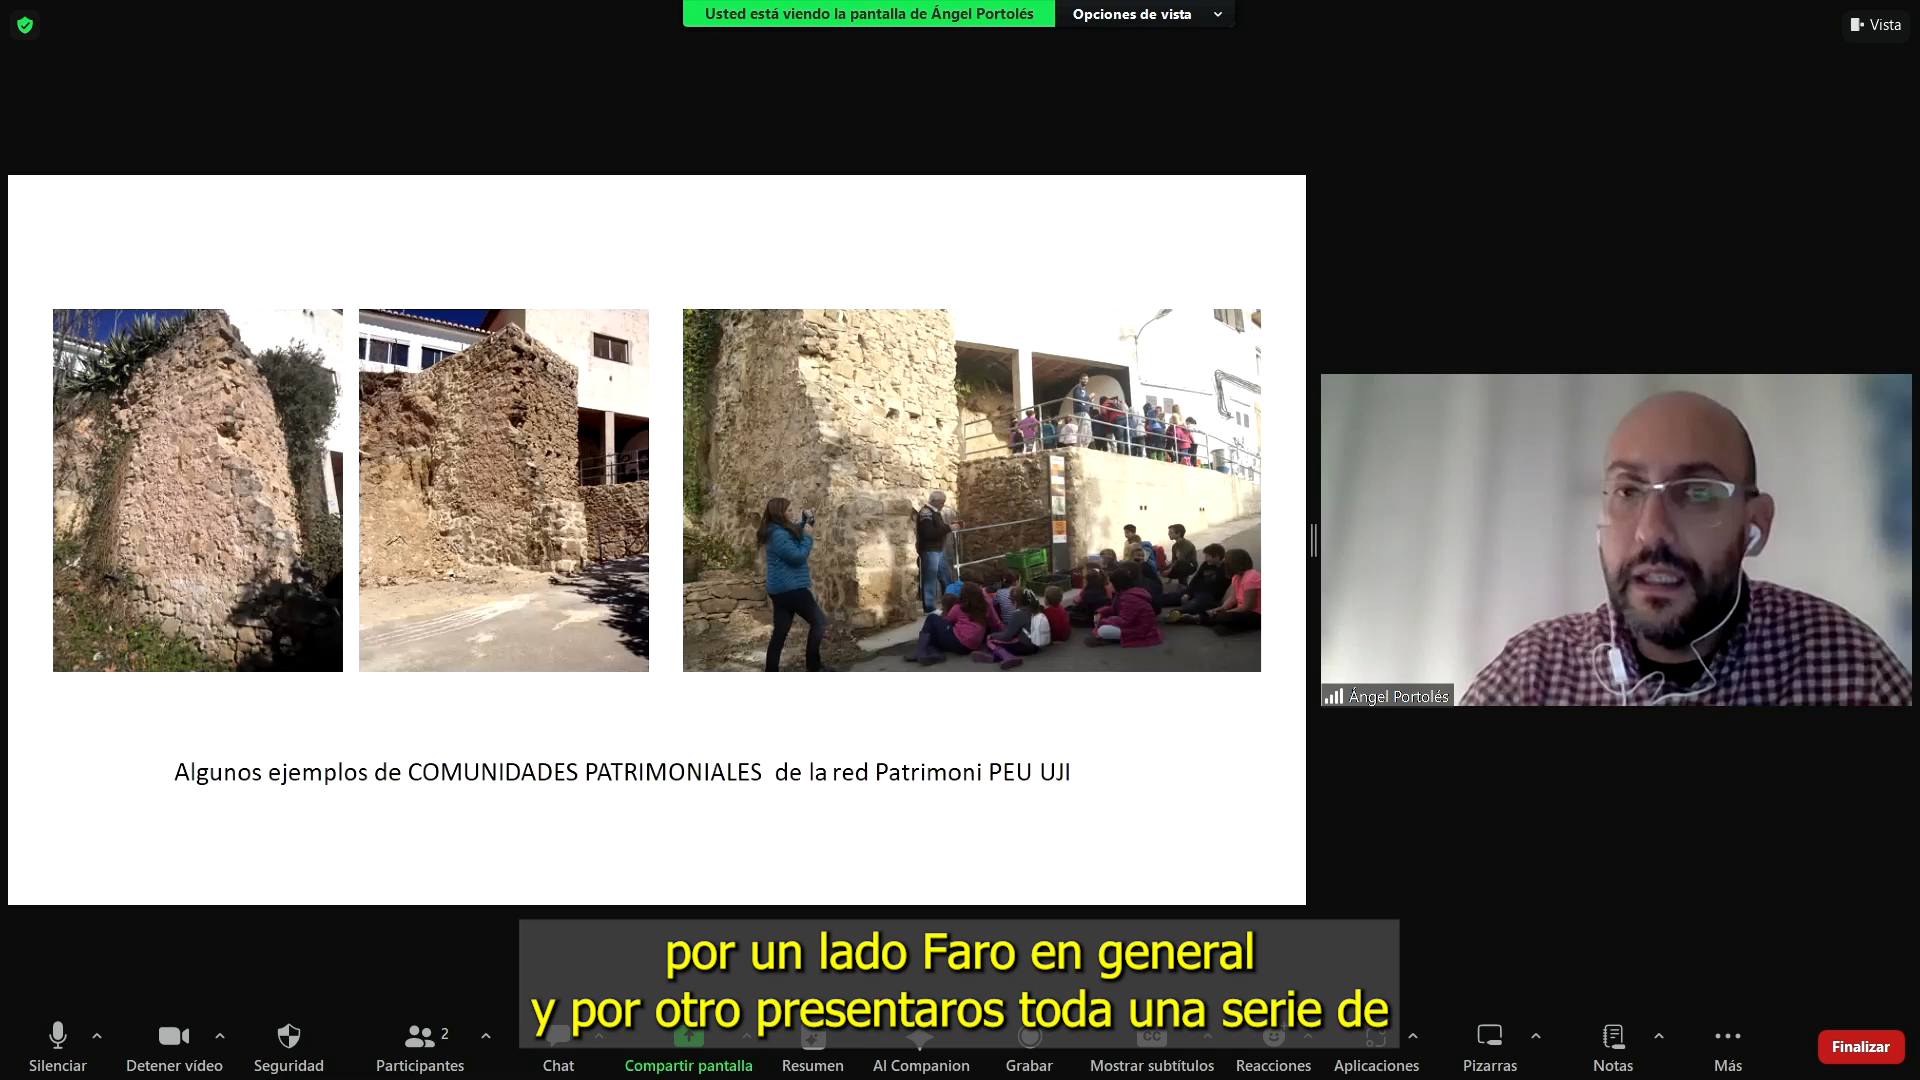 Usted está viendo la pantalla de Ángel Portolés
Opciones de vista
Vista
Ángel Portolés
Algunos ejemplos de COMUNIDADES PATRIMONIALES de la red Patrimoni PEU UJI
por un lado Faro en general
y por otro presentaros toda una serie de
2
CC
Silenciar
Detener vídeo
Seguridad
Participantes
Chat
Compartir pantalla
Resumen
AI Companion
Grabar
Mostrar subtítulos
Reacciones
Aplicaciones
Pizarras
Notas
Más
Finalizar